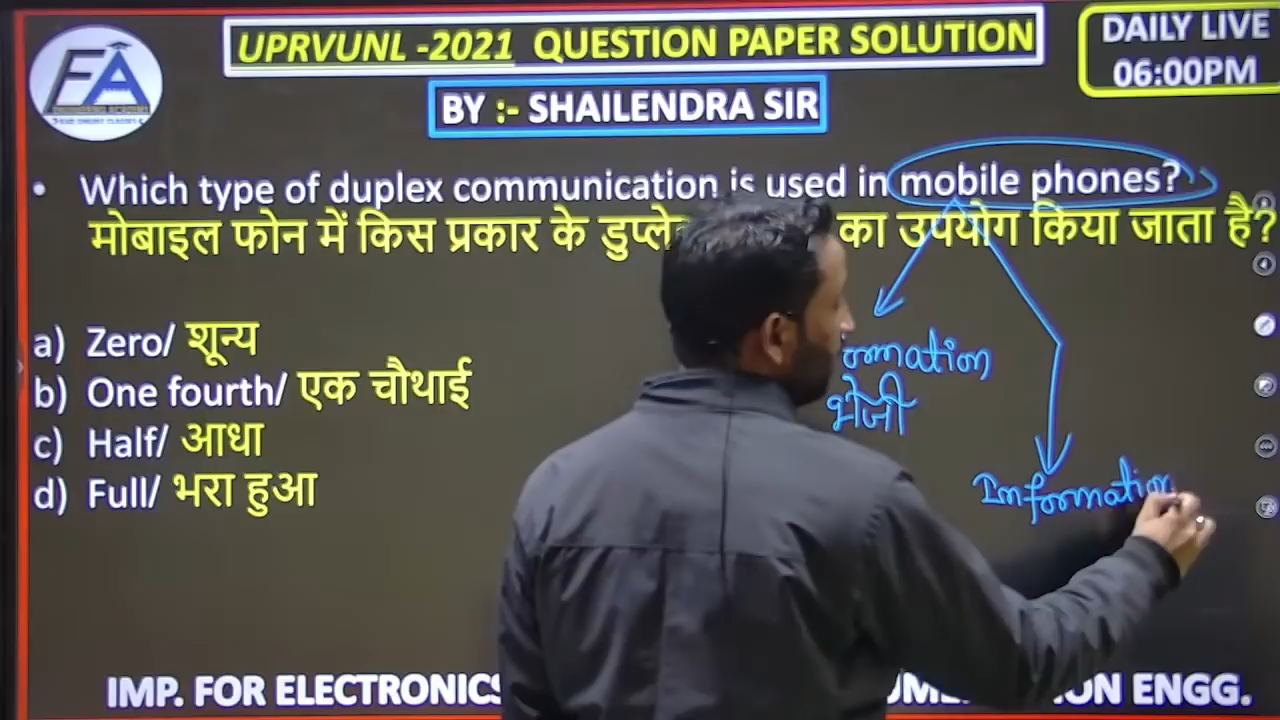 FA
UPRVUNL -2021 QUESTION PAPER SOLUTION
DAILY LIVE
06:00PM
BY :- SHAILENDRA SIR
• Which type of duplex communication is used in mobile phones?
मोबाइल फोन में किस प्रकार के का उपयोग किया जाता है?
a) Zero/ शून्य
b) One fourth/ एक चौथाई
c) Half/ आधा
d) Full/ भरा हुआ
भेजी
Information
IMP. FOR ELECTRONICS ENGG.